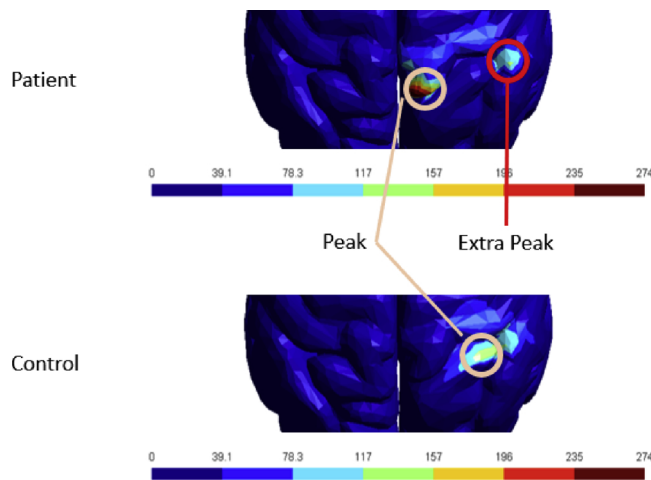 Patient
0 39.1 78.3 117 157 196 235 274
Peak Extra Peak
Control
0 39.1 78.3 117 157 196 235 274